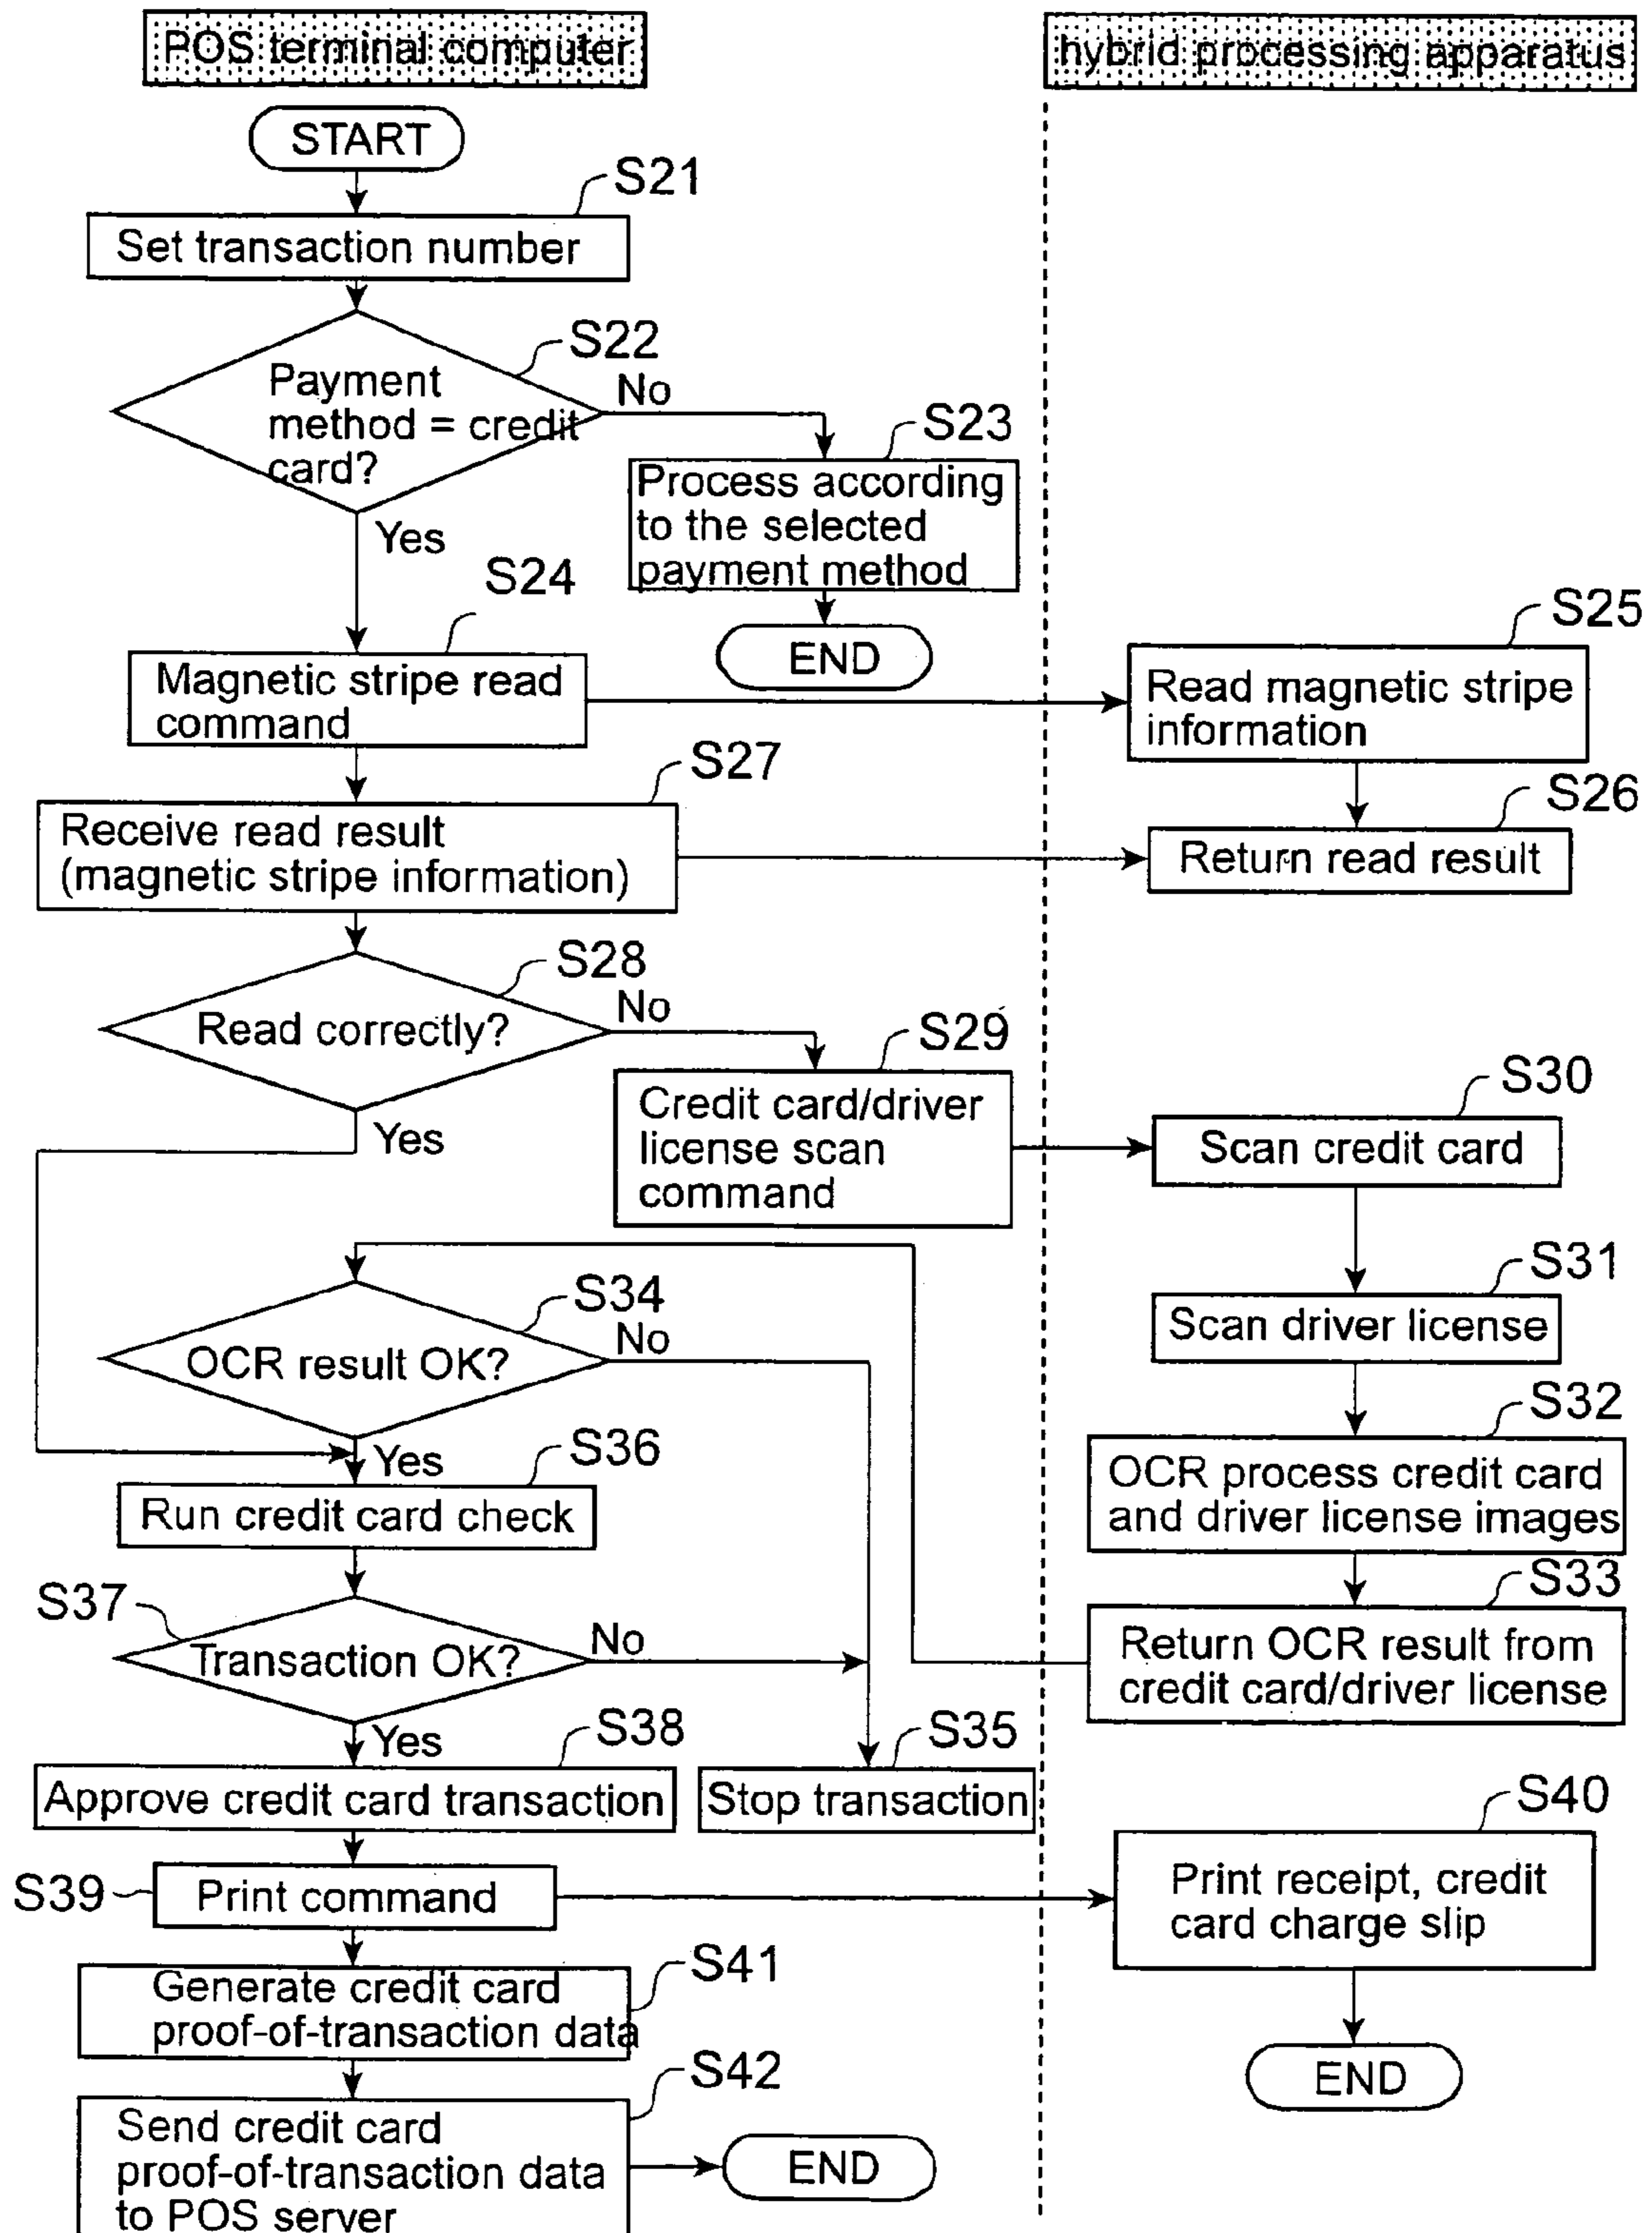 POS terminal computer
hybrid processing apparatus
START
S21
Set transaction number
S22
Payment
method = credit
card?
No
Yes
S23
Process according
to the selected
payment method
END
S24
Magnetic stripe read
command
S25
Read magnetic stripe
information
S27
Receive read result
(magnetic stripe information)
S26
Return read result
S28
Read correctly?
No
Yes
S29
Credit card/driver
license scan
command
S30
Scan credit card
S31
Scan driver license
S32
OCR process credit card
and driver license images
S33
Return OCR result from
credit card/driver license
S34
OCR result OK?
No
Yes
S36
Run credit card check
S37
Transaction OK?
No
Yes
S38
Approve credit card transaction
S35
Stop transaction
S39
Print command
S40
Print receipt, credit
card charge slip
END
S41
Generate credit card
proof-of-transaction data
S42
Send credit card
proof-of-transaction data
to POS server
END